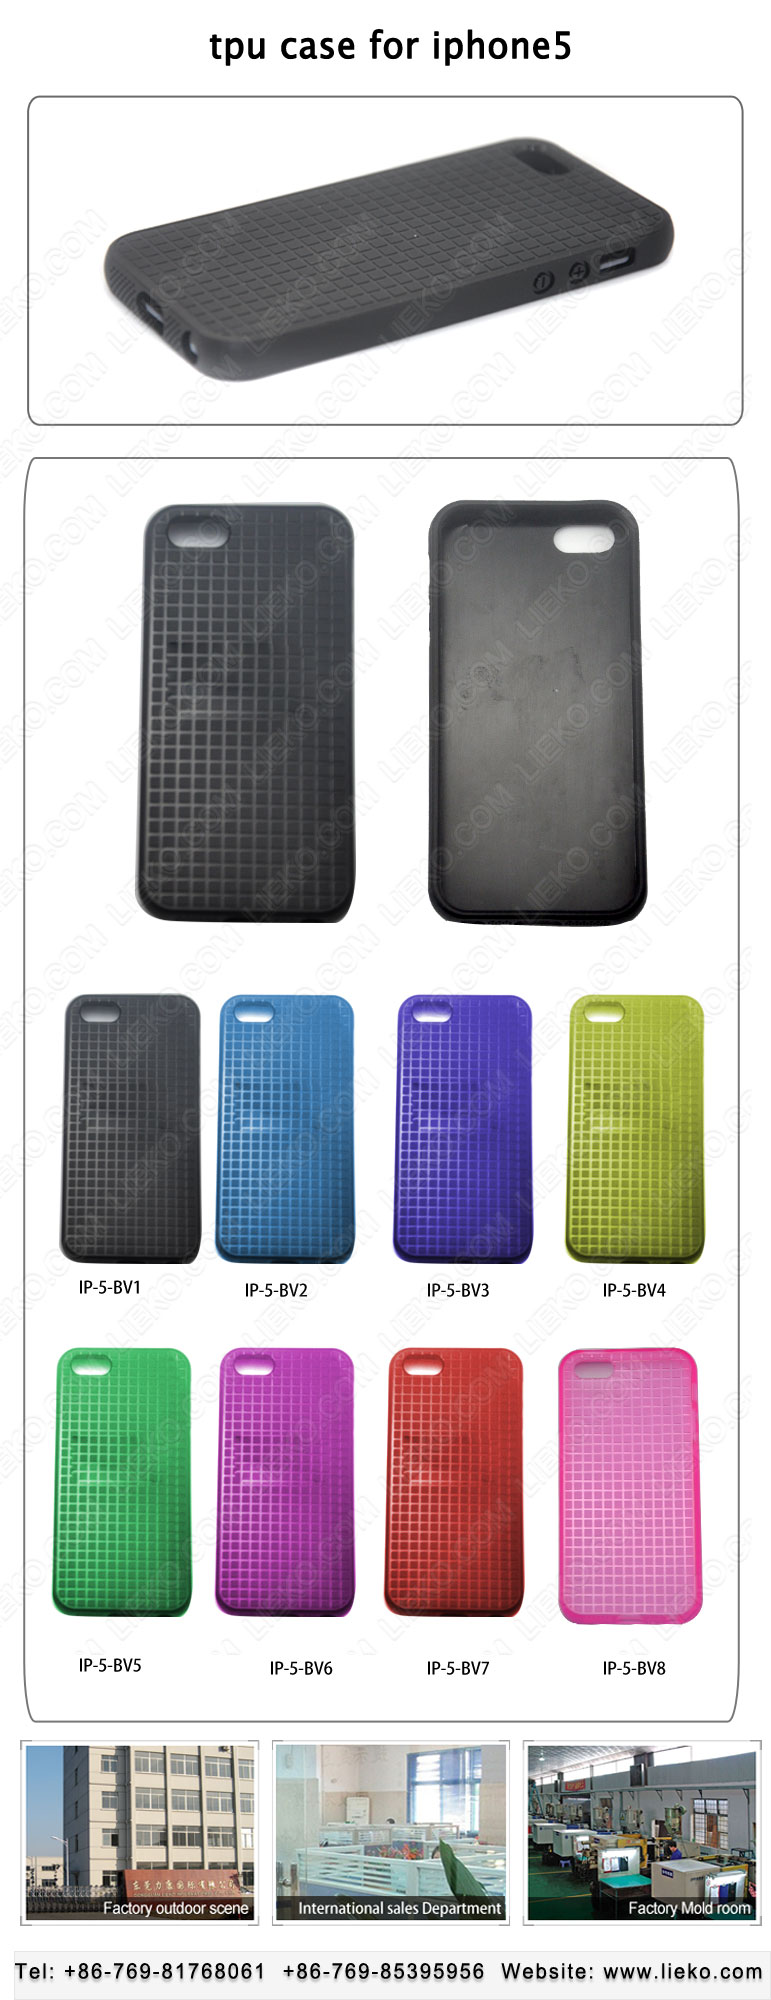 tpu case for iphone5
IP-5-BV1
IP-5-BV2
IP-5-BV3
IP-5-BV4
IP-5-BV5
IP-5-BV6
IP-5-BV7
IP-5-BV8
Factory outdoor scene
International sales Department
Factory Mold room
Tel: +86-769-81768061 +86-769-85395956 Website: www.lieko.com
LIEKO.COM